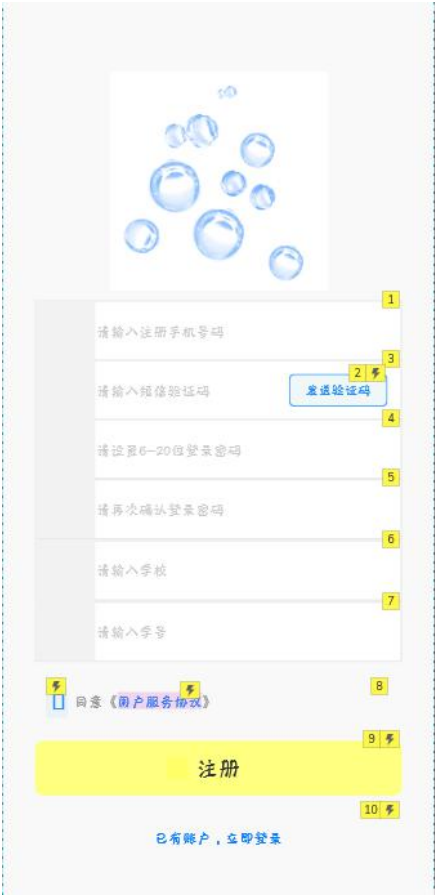 1
请输入注册手机号码
3
2
请输入短信验证码
发送验证码
4
请设置6-20位登录密码
5
请再次确认登录密码
6
请输入学校
7
请输入学号
8
同意《用户服务协议》
9
注册
10
已有账户，立即登录